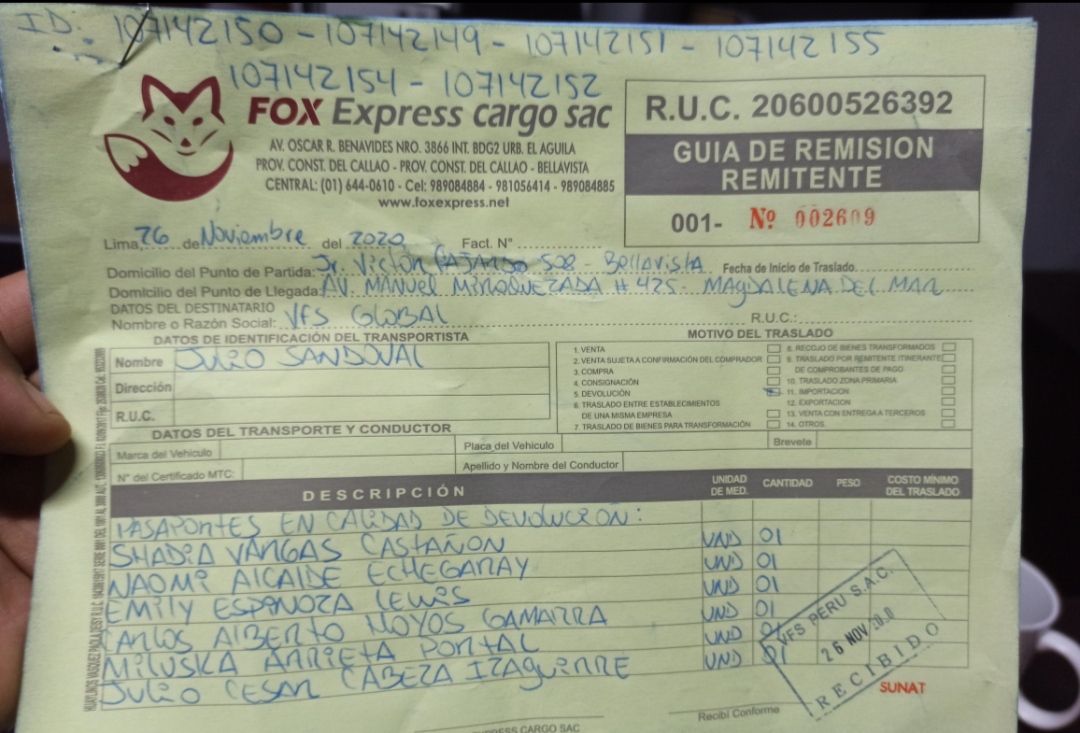 ID: 107142150 - 107142149 - 107142151 - 107142155
107142154 - 107142152
FOX Express cargo sac
AV. OSCAR R. BENAVIDES NRO. 3866 INT. BDG2 URB. EL AGUILA
PROV. CONST. DEL CALLAO - PROV. CONST. DEL CALLAO - BELLAVISTA
CENTRAL: (01) 644-0610 - Cel: 989084884 - 981056414 - 989084885
www.foxexpress.net
R.U.C. 20600526392
GUIA DE REMISION
REMITENTE
001- Nº 002609
Lima, 26 de Noviembre del 2020 Fact. N°
Domicilio del Punto de Partida: Jr. Victor FAJARDO 508 - BellAVISTA Fecha de Inicio de Traslado.
Domicilio del Punto de Llegada: AV. MANUEL MIROQUEZADA # 425 - MAGDALENA DEL MAR
DATOS DEL DESTINATARIO
Nombre o Razón Social: VFS GLOBAL R.U.C.:
DATOS DE IDENTIFICACIÓN DEL TRANSPORTISTA
Nombre JULIO SANDOVAL
Dirección
R.U.C.
MOTIVO DEL TRASLADO
1. VENTA
2. VENTA SUJETA A CONFIRMACIÓN DEL COMPRADOR
3. COMPRA
4. CONSIGNACIÓN
5. DEVOLUCIÓN
6. TRASLADO ENTRE ESTABLECIMIENTOS
DE UNA MISMA EMPRESA
7. TRASLADO DE BIENES PARA TRANSFORMACIÓN
8. RECOJO DE BIENES TRANSFORMADOS
9. TRASLADO POR REMITENTE ITINERANTE
DE COMPROBANTES DE PAGO
10. TRASLADO ZONA PRIMARIA
11. IMPORTACION
12. EXPORTACION
13. VENTA CON ENTREGA A TERCEROS
14. OTROS.
DATOS DEL TRANSPORTE Y CONDUCTOR
Marca del Vehiculo Placa del Vehiculo Brevete
N° del Certificado MTC: Apellido y Nombre del Conductor
DESCRIPCIÓN UNIDAD DE MED. CANTIDAD PESO COSTO MÍNIMO DEL TRASLADO
PASAPORTES EN CALIDAD DE DEVOLUCION:
SHADIA VARGAS CASTAÑON UND 01
NAOMI ALCAIDE ECHEGARAY UND 01
EMILY ESPINOZA LEWIS UND 01
CARLOS ALBERTO HOYOS GAMARRA UND 01
MILUSKA ARRIETA PORTAL UND 01
JULIO CESAR CABEZA IZAGUIRRE UND 01
VFS PERU S.A.C.
26 NOV 2020
RECIBIDO
SUNAT
EXPRESS CARGO SAC
Recibí Conforme